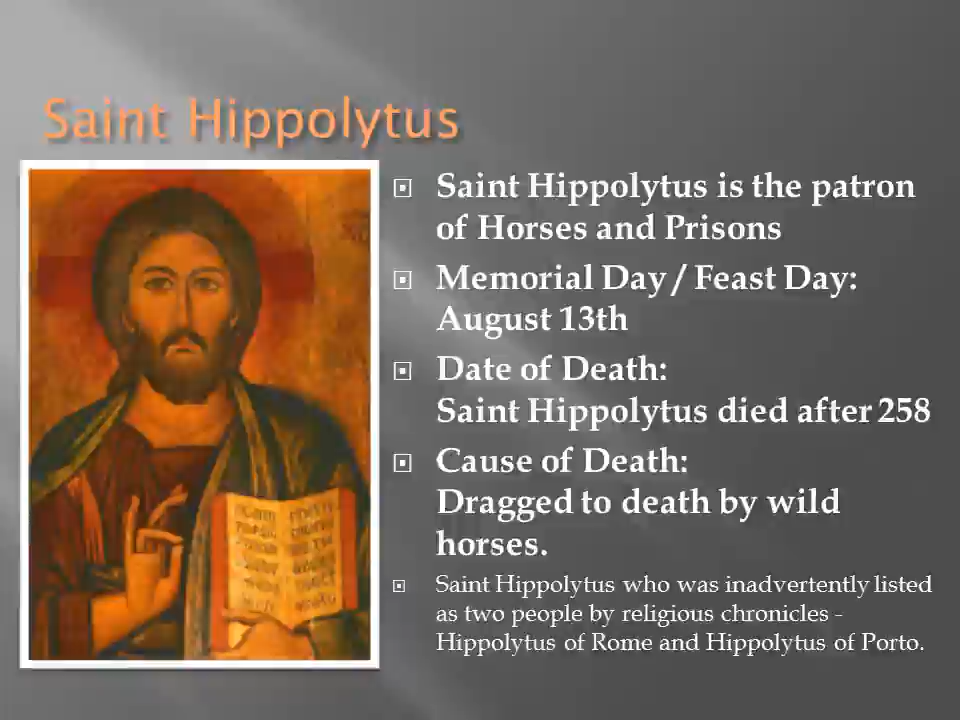 Saint Hippolytus
Saint Hippolytus is the patron
of Horses and Prisons
Memorial Day / Feast Day:
August 13th
Date of Death:
Saint Hippolytus died after 258
Cause of Death:
Dragged to death by wild
horses.
Saint Hippolytus who was inadvertently listed
as two people by religious chronicles -
Hippolytus of Rome and Hippolytus of Porto.